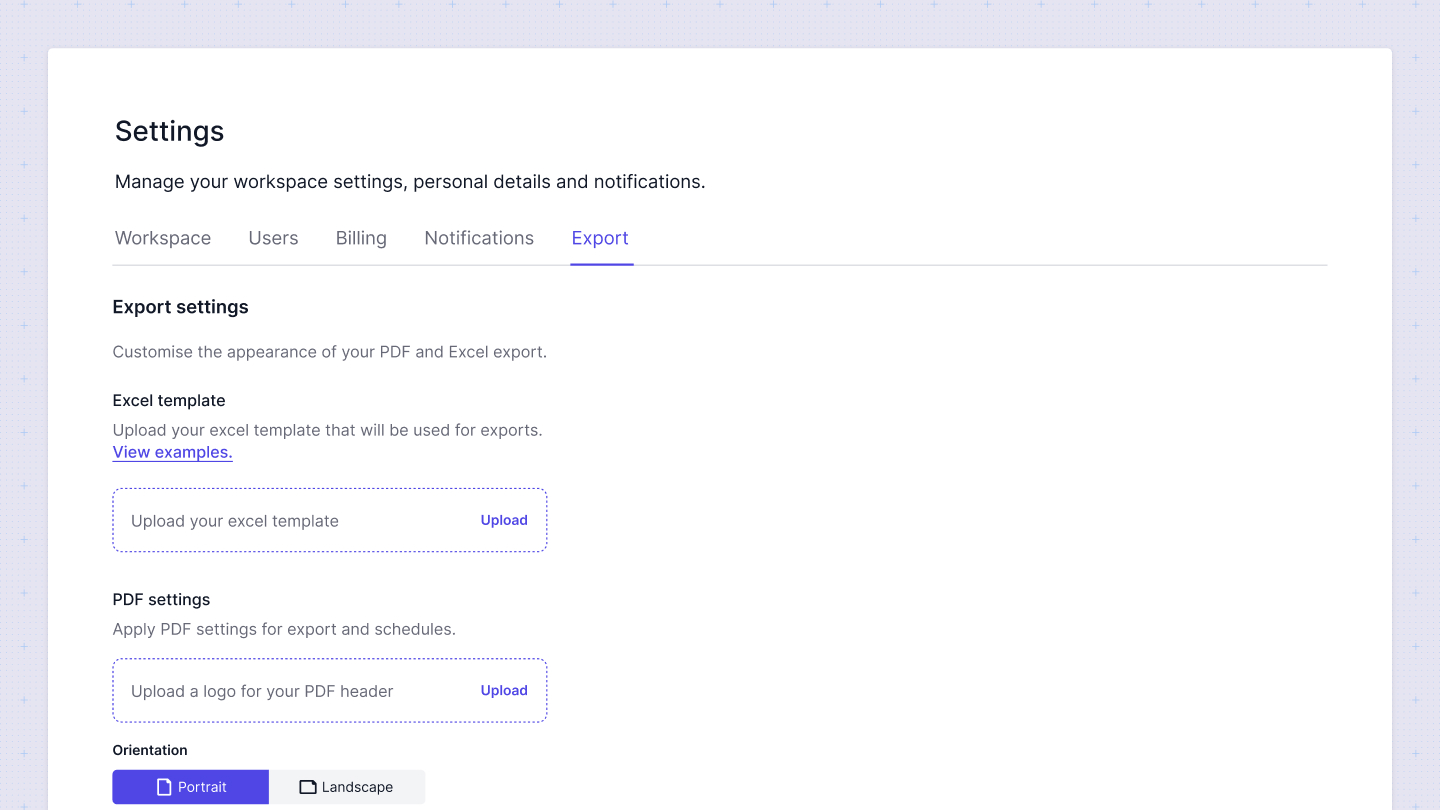 Settings
Manage your workspace settings, personal details and notifications.
Workspace Users Billing Notifications Export
Export settings
Customise the appearance of your PDF and Excel export.
Excel template
Upload your excel template that will be used for exports.
View examples.
Upload your excel template Upload
PDF settings
Apply PDF settings for export and schedules.
Upload a logo for your PDF header Upload
Orientation
Portrait Landscape